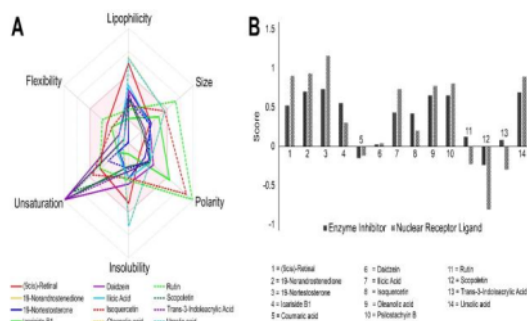 A
B
Lipophilicity
Flexibility
Size
Unsaturation
Polarity
Insolubility
(9cis)-Retinal
19-Norandrostenedione
19-Nortestosterone
Daidzein
Ilicic Acid
Isoquercetin
Rutin
Scopoletin
Trans-3-Indoleacrylic Acid
Score
1.5
1
0.5
0
-0.5
-1
1
2
3
4
5
6
7
8
9
10
11
12
13
14
Enzyme Inhibitor
Nuclear Receptor Ligand
1 = (9cis)-Retinal
2 = 19-Norandrostenedione
3 = 19-Nortestosterone
4 = Icariside B1
5 = Coumaric acid
6 = Daidzein
7 = Ilicic Acid
8 = Isoquercetin
9 = Oleanolic acid
10 = Psilostachyin B
11 = Rutin
12 = Scopoletin
13 = Trans-3-Indoleacrylic Acid
14 = Ursolic acid